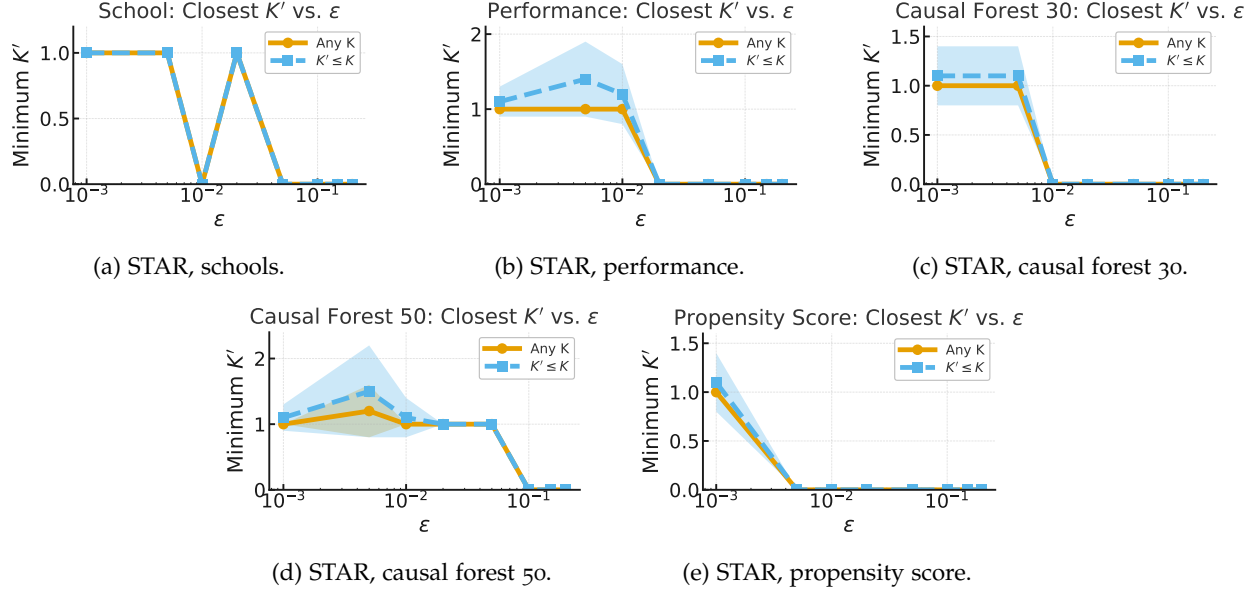 School: Closest K′ vs. ε
Minimum K′
1.0
0.5
0.0
10⁻³
10⁻²
10⁻¹
ε
Any K
K′ ≤ K
(a) STAR, schools.
Performance: Closest K′ vs. ε
Minimum K′
2
1
0
10⁻³
10⁻²
10⁻¹
ε
Any K
K′ ≤ K
(b) STAR, performance.
Causal Forest 30: Closest K′ vs. ε
Minimum K′
1.5
1.0
0.5
0.0
10⁻³
10⁻²
10⁻¹
ε
Any K
K′ ≤ K
(c) STAR, causal forest 30.
Causal Forest 50: Closest K′ vs. ε
Minimum K′
2
1
0
10⁻³
10⁻²
10⁻¹
ε
Any K
K′ ≤ K
(d) STAR, causal forest 50.
Propensity Score: Closest K′ vs. ε
Minimum K′
1.5
1.0
0.5
0.0
10⁻³
10⁻²
10⁻¹
ε
Any K
K′ ≤ K
(e) STAR, propensity score.